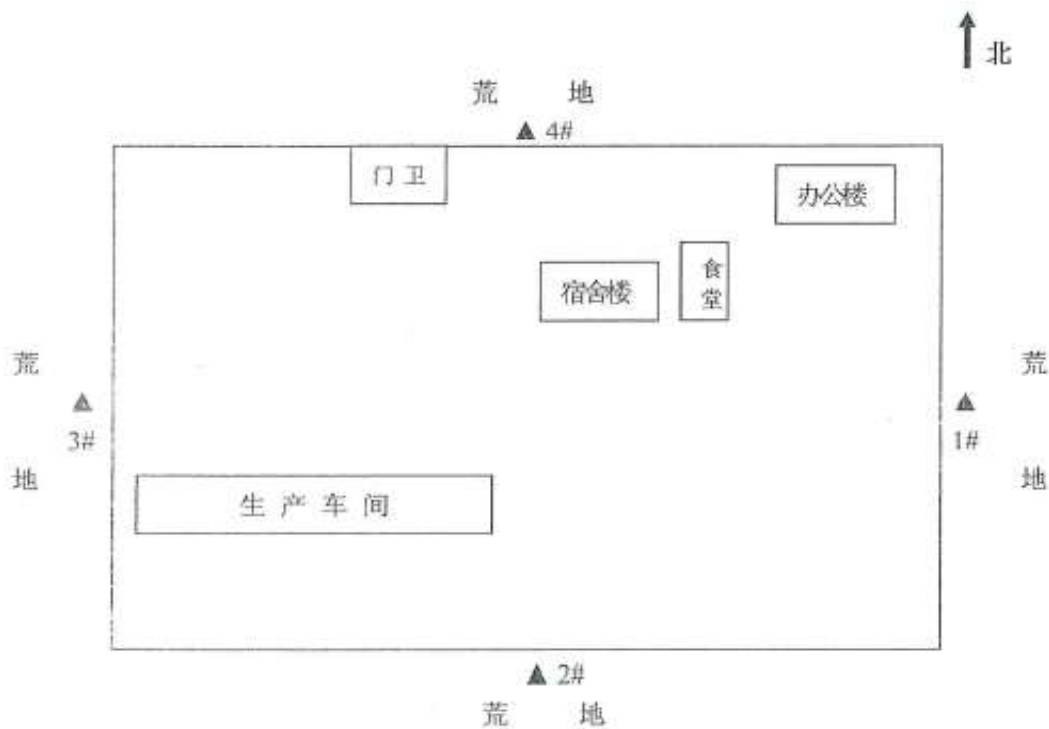 北
荒 地
▲ 4#
门 卫
办公楼
食堂
宿舍楼
荒
地
3#
荒
地
1#
生 产 车 间
▲ 2#
荒 地